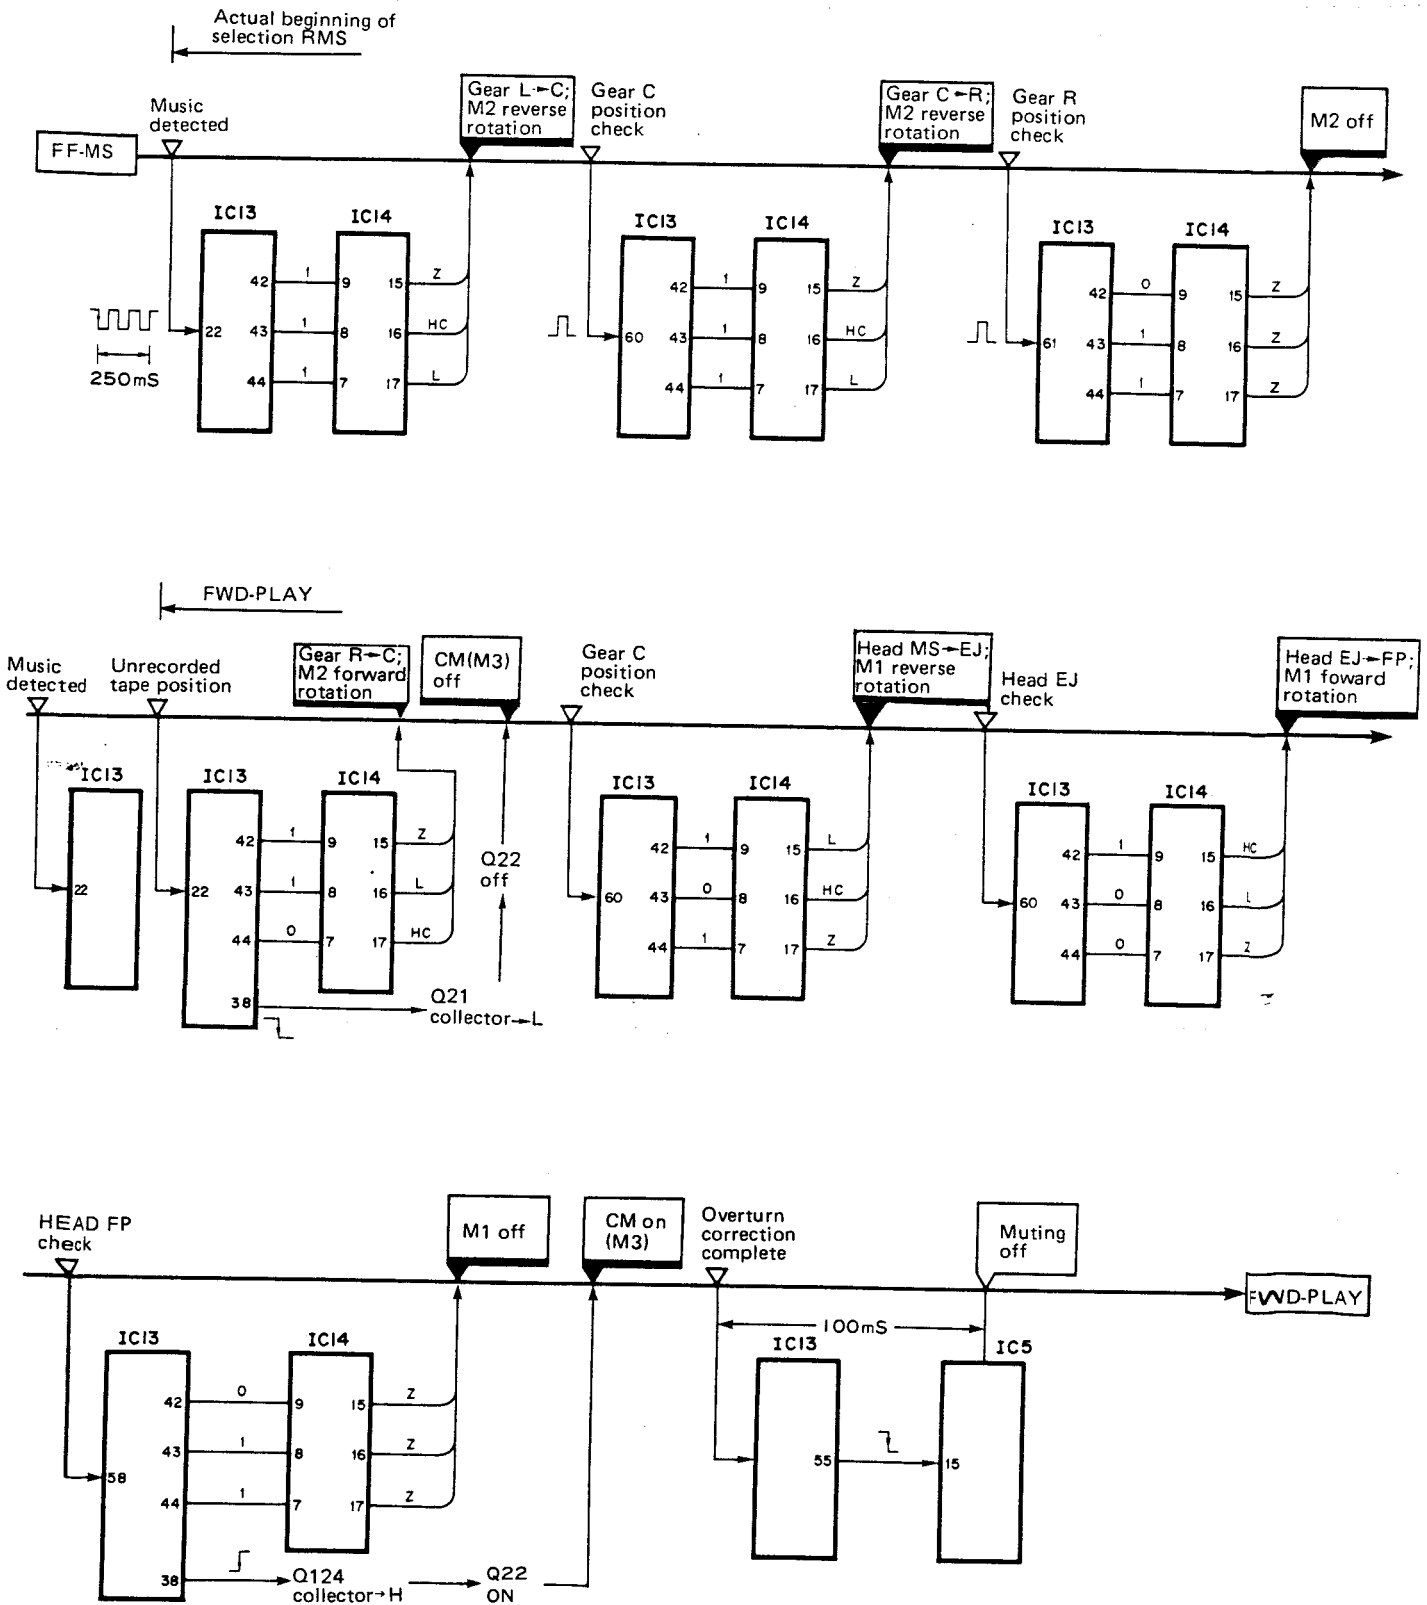 Actual beginning of
selection RMS
Gear L→C;
M2 reverse
rotation
Gear C
position
check
Gear C→R;
M2 reverse
rotation
Gear R
position
check
M2 off
Music
detected
FF-MS
IC13
IC14
IC13
IC14
IC13
IC14
42 1 9 15 Z
22 43 1 8 16 HC
44 1 7 17 L
250mS
42 1 9 15 Z
60 43 1 8 16 HC
44 1 7 17 L
42 0 9 15 Z
61 43 1 8 16 Z
44 1 7 17 Z
FWD-PLAY
Music
detected
Unrecorded
tape position
Gear R→C;
M2 forward
rotation
CM(M3)
off
Gear C
position
check
Head MS→EJ;
M1 reverse
rotation
Head EJ
check
Head EJ→FP;
M1 foward
rotation
IC13
IC13
IC14
IC13
IC14
IC13
IC14
22
42 1 9 15 Z
22 43 1 8 16 L
44 0 7 17 HC
38
Q21
collector→L
Q22
off
42 1 9 15 L
60 43 0 8 16 HC
44 1 7 17 Z
42 1 9 15 HC
60 43 0 8 16 L
44 0 7 17 Z
HEAD FP
check
M1 off
CM on
(M3)
Overturn
correction
complete
Muting
off
FWD-PLAY
100mS
IC13
IC14
IC13
IC5
42 0 9 15 Z
43 1 8 16 Z
58
44 1 7 17 Z
38
Q124
collector→H
Q22
ON
55 15